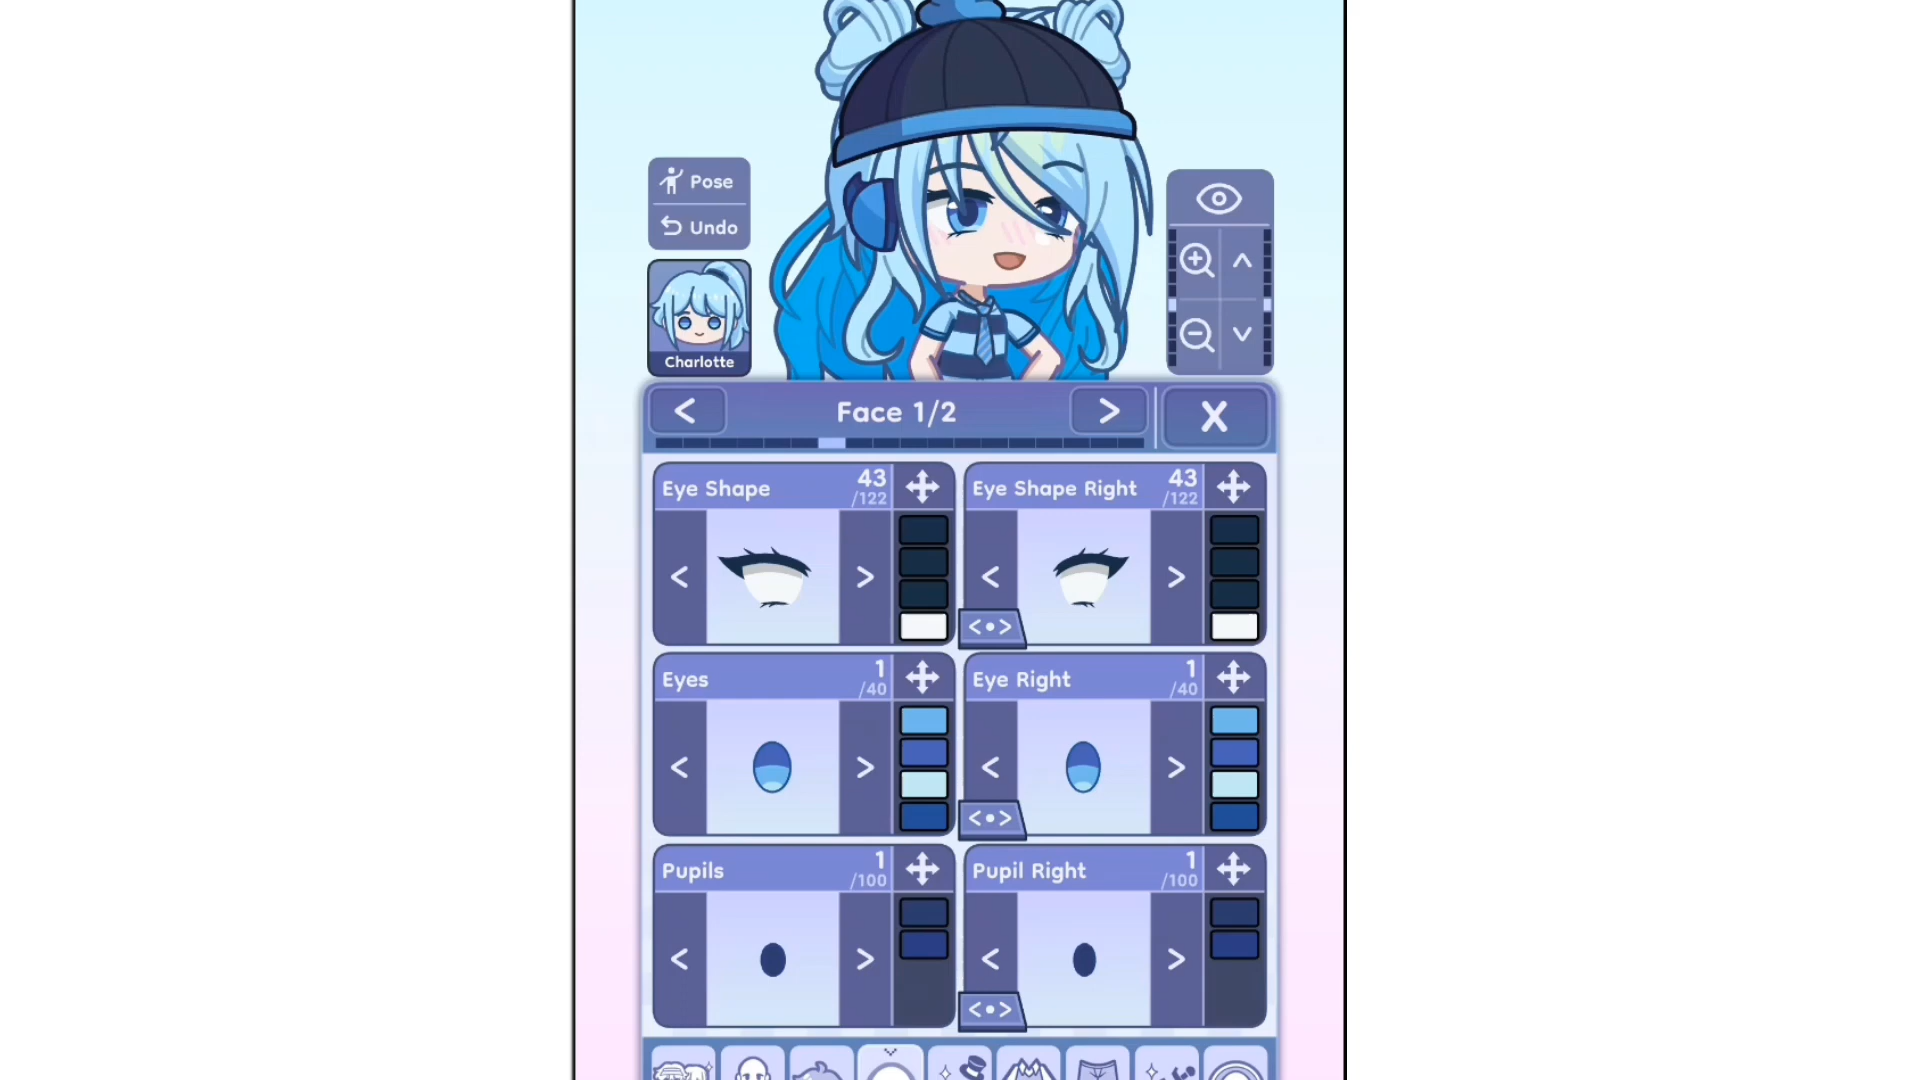 Pose
Undo
Charlotte
Face 1/2
X
Eye Shape 43/122
Eye Shape Right 43/122
Eyes 1/40
Eye Right 1/40
Pupils 1/100
Pupil Right 1/100